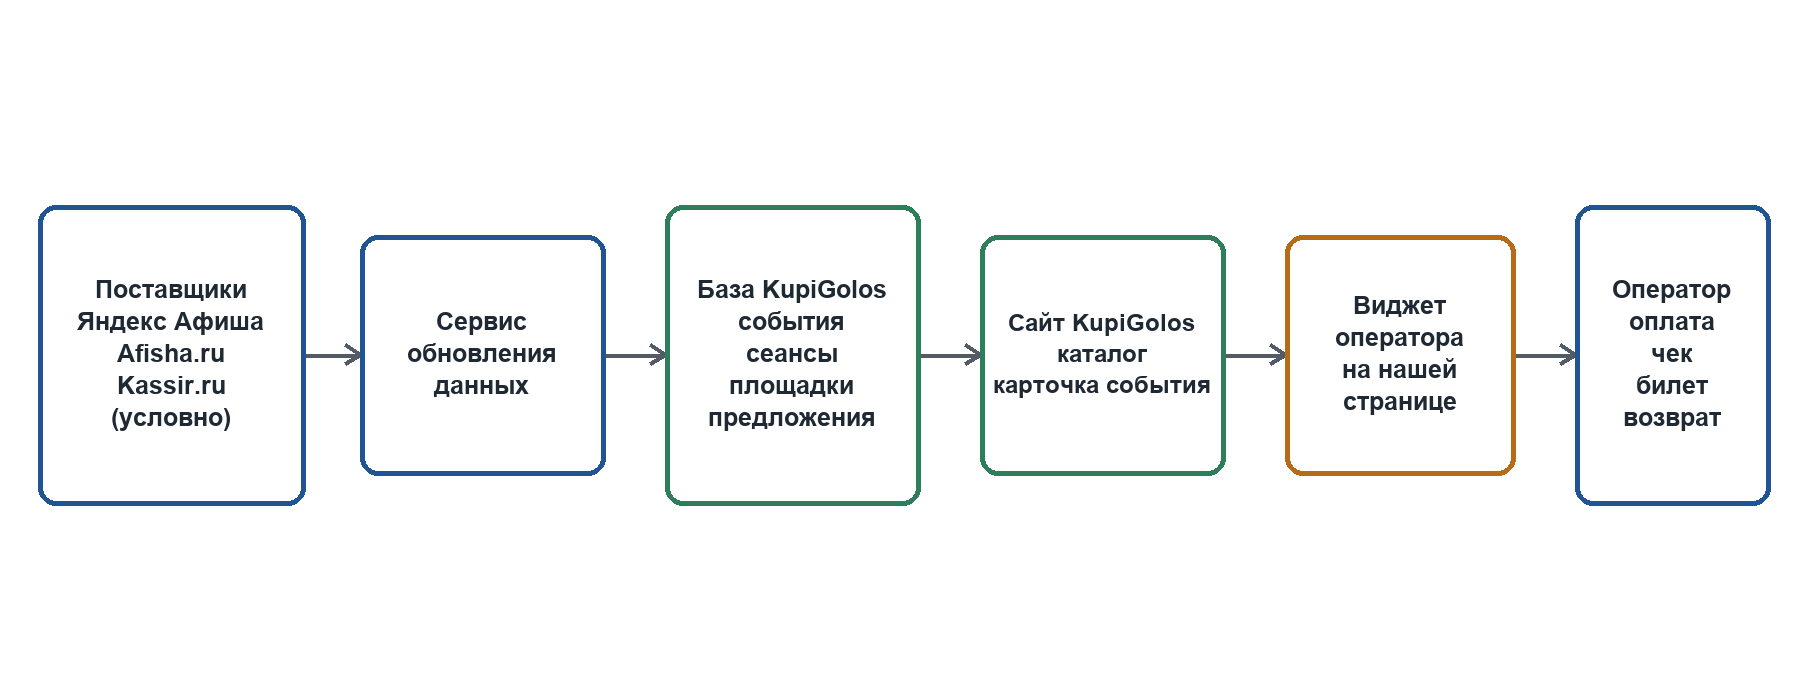 Поставщики
Яндекс Афиша
Afisha.ru
Kassir.ru
(условно)
Сервис
обновления
данных
База KupiGolos
события
сеансы
площадки
предложения
Сайт KupiGolos
каталог
карточка события
Виджет
оператора
на нашей
странице
Оператор
оплата
чек
билет
возврат